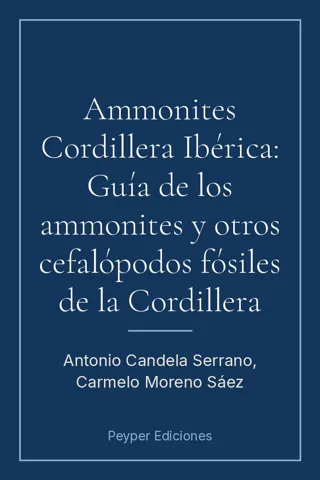 Ammonites
Cordillera Ibérica:
Guía de los
ammonites y otros
cefalópodos fósiles
de la Cordillera
Antonio Candela Serrano,
Carmelo Moreno Sáez
Peyper Ediciones